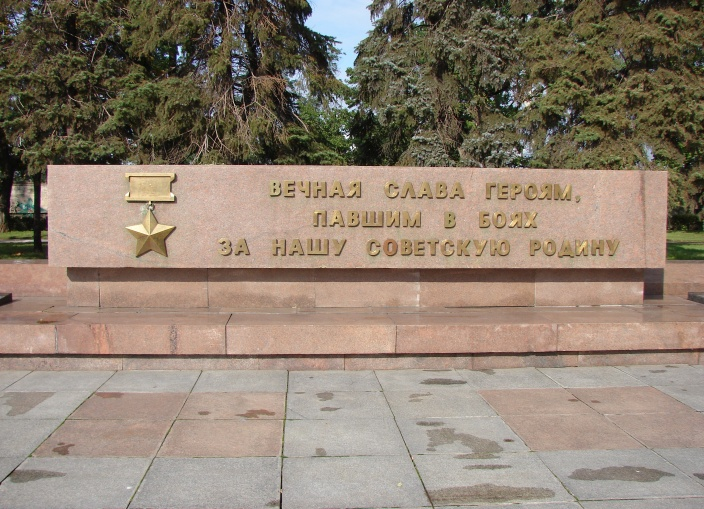 ВЕЧНАЯ СЛАВА ГЕРОЯМ,
ПАВШИМ В БОЯХ
ЗА НАШУ СОВЕТСКУЮ РОДИНУ